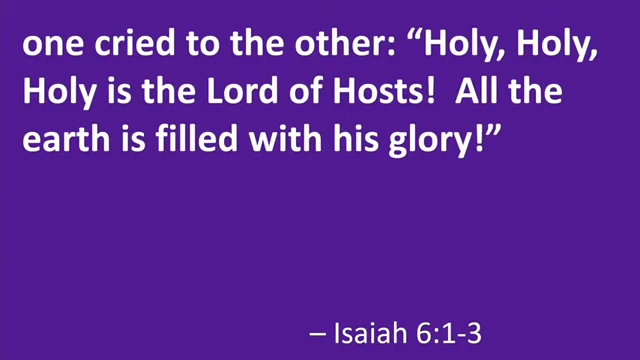 one cried to the other: “Holy, Holy,
Holy is the Lord of Hosts!  All the
earth is filled with his glory!”
– Isaiah 6:1-3